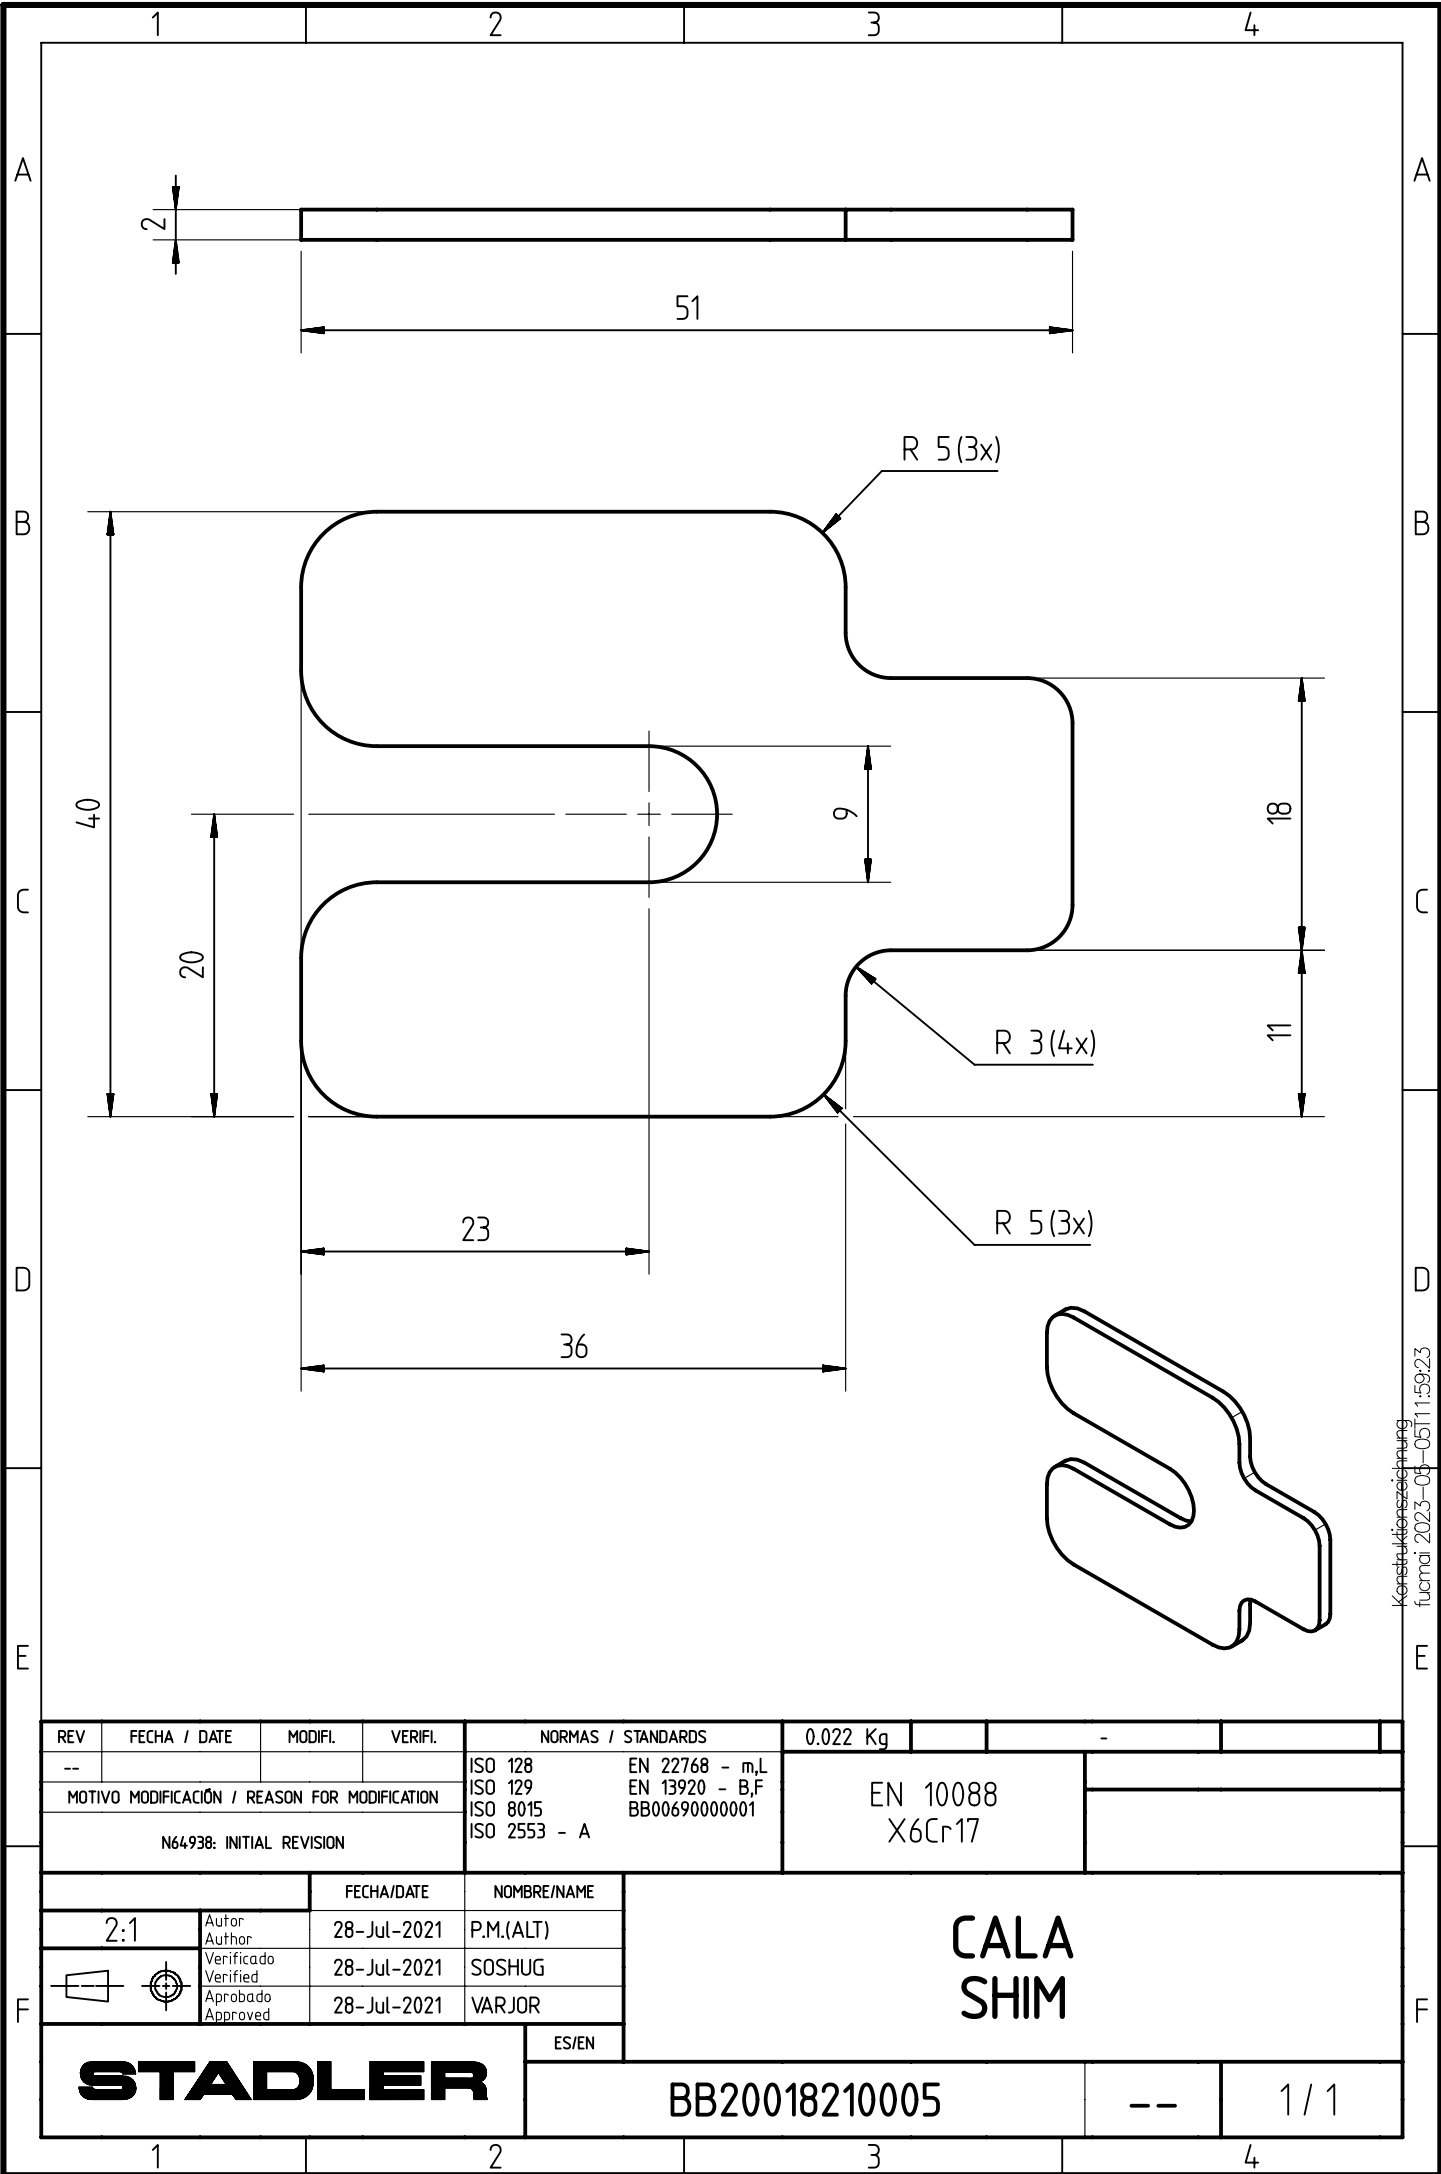 1 2 3 4
A A
2
51
R 5(3x)
B B
40
9
18
20
C C
R 3(4x)
11
R 5(3x)
23
D D
36
Konstruktionszeichnung
fucmai 2023-05-05T11:59:23
E E
REV FECHA / DATE MODIFI. VERIFI. NORMAS / STANDARDS 0.022 Kg -
--
ISO 128 EN 22768 - m,L
ISO 129 EN 13920 - B,F
ISO 8015 BB00690000001
ISO 2553 - A
EN 10088
X6Cr17
MOTIVO MODIFICACIÓN / REASON FOR MODIFICATION
N64938: INITIAL REVISION
FECHA/DATE NOMBRE/NAME
2:1
Autor
Author
28-Jul-2021 P.M.(ALT)
Verificado
Verified
28-Jul-2021 SOSHUG
Aprobado
Approved
28-Jul-2021 VARJOR
CALA
SHIM
F F
ES/EN
STADLER
BB20018210005 -- 1/1
1 2 3 4